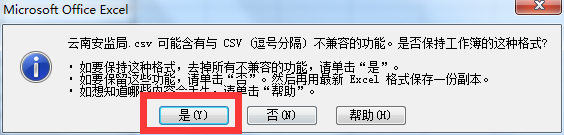 Microsoft Office Excel
云南安监局.csv 可能含有与 CSV (逗号分隔) 不兼容的功能。是否保持工作簿的这种格式?
• 如要保持这种格式，去掉所有不兼容的功能，请单击“是”。
• 如要保留这些功能，请单击“否”。然后再用最新 Excel 格式保存一份副本。
• 如想知道哪些内容会丢失，请单击“帮助”。
是(Y)
否(N)
帮助(H)